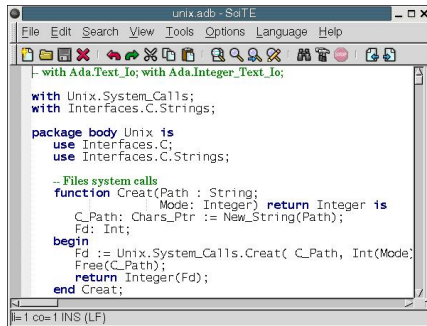 unix.adb - SciTE
File Edit Search View Tools Options Language Help
-- with Ada.Text_Io; with Ada.Integer_Text_Io;
with Unix.System_Calls;
with Interfaces.C.Strings;
package body Unix is
use Interfaces.C;
use Interfaces.C.Strings;
-- Files system calls
function Creat(Path : String;
Mode: Integer) return Integer is
C_Path: Chars_Ptr := New_String(Path);
Fd: Int;
begin
Fd := Unix.System_Calls.Creat( C_Path, Int(Mode)
Free(C_Path);
return Integer(Fd);
end Creat;
li=1 co=1 INS (LF)